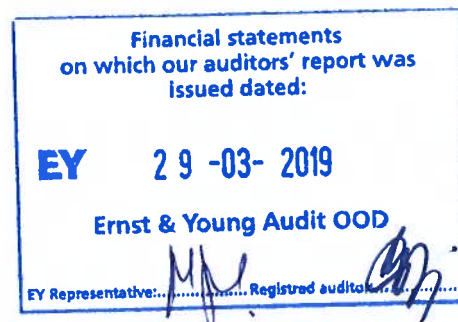 Financial statements
on which our auditors' report was
issued dated:
EY 29 -03- 2019
Ernst & Young Audit OOD
EY Representative:................... Registred auditor...................